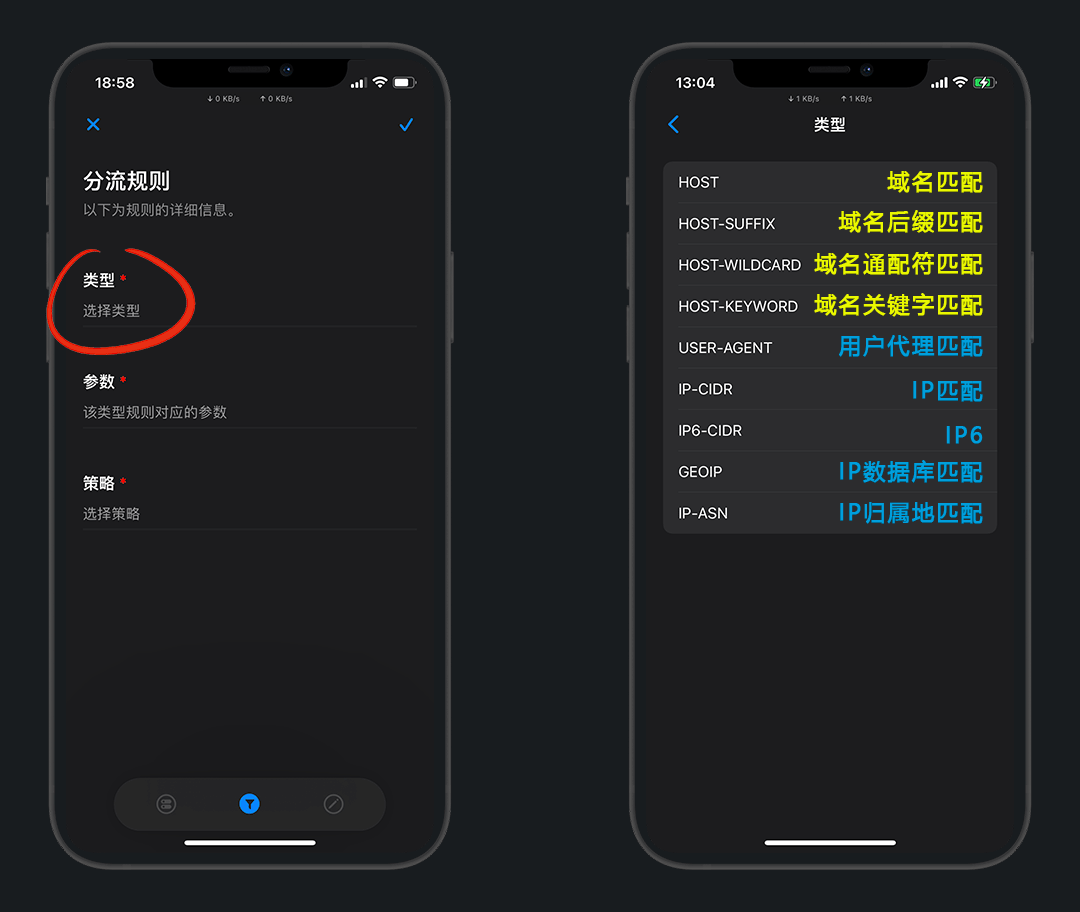 18:58
↓ 0 KB/s ↑ 0 KB/s
分流规则
以下为规则的详细信息。
类型 *
选择类型
参数 *
该类型规则对应的参数
策略 *
选择策略
13:04
↓ 1 KB/s ↑ 1 KB/s
类型
HOST 域名匹配
HOST-SUFFIX 域名后缀匹配
HOST-WILDCARD 域名通配符匹配
HOST-KEYWORD 域名关键字匹配
USER-AGENT 用户代理匹配
IP-CIDR IP匹配
IP6-CIDR IP6
GEOIP IP数据库匹配
IP-ASN IP归属地匹配